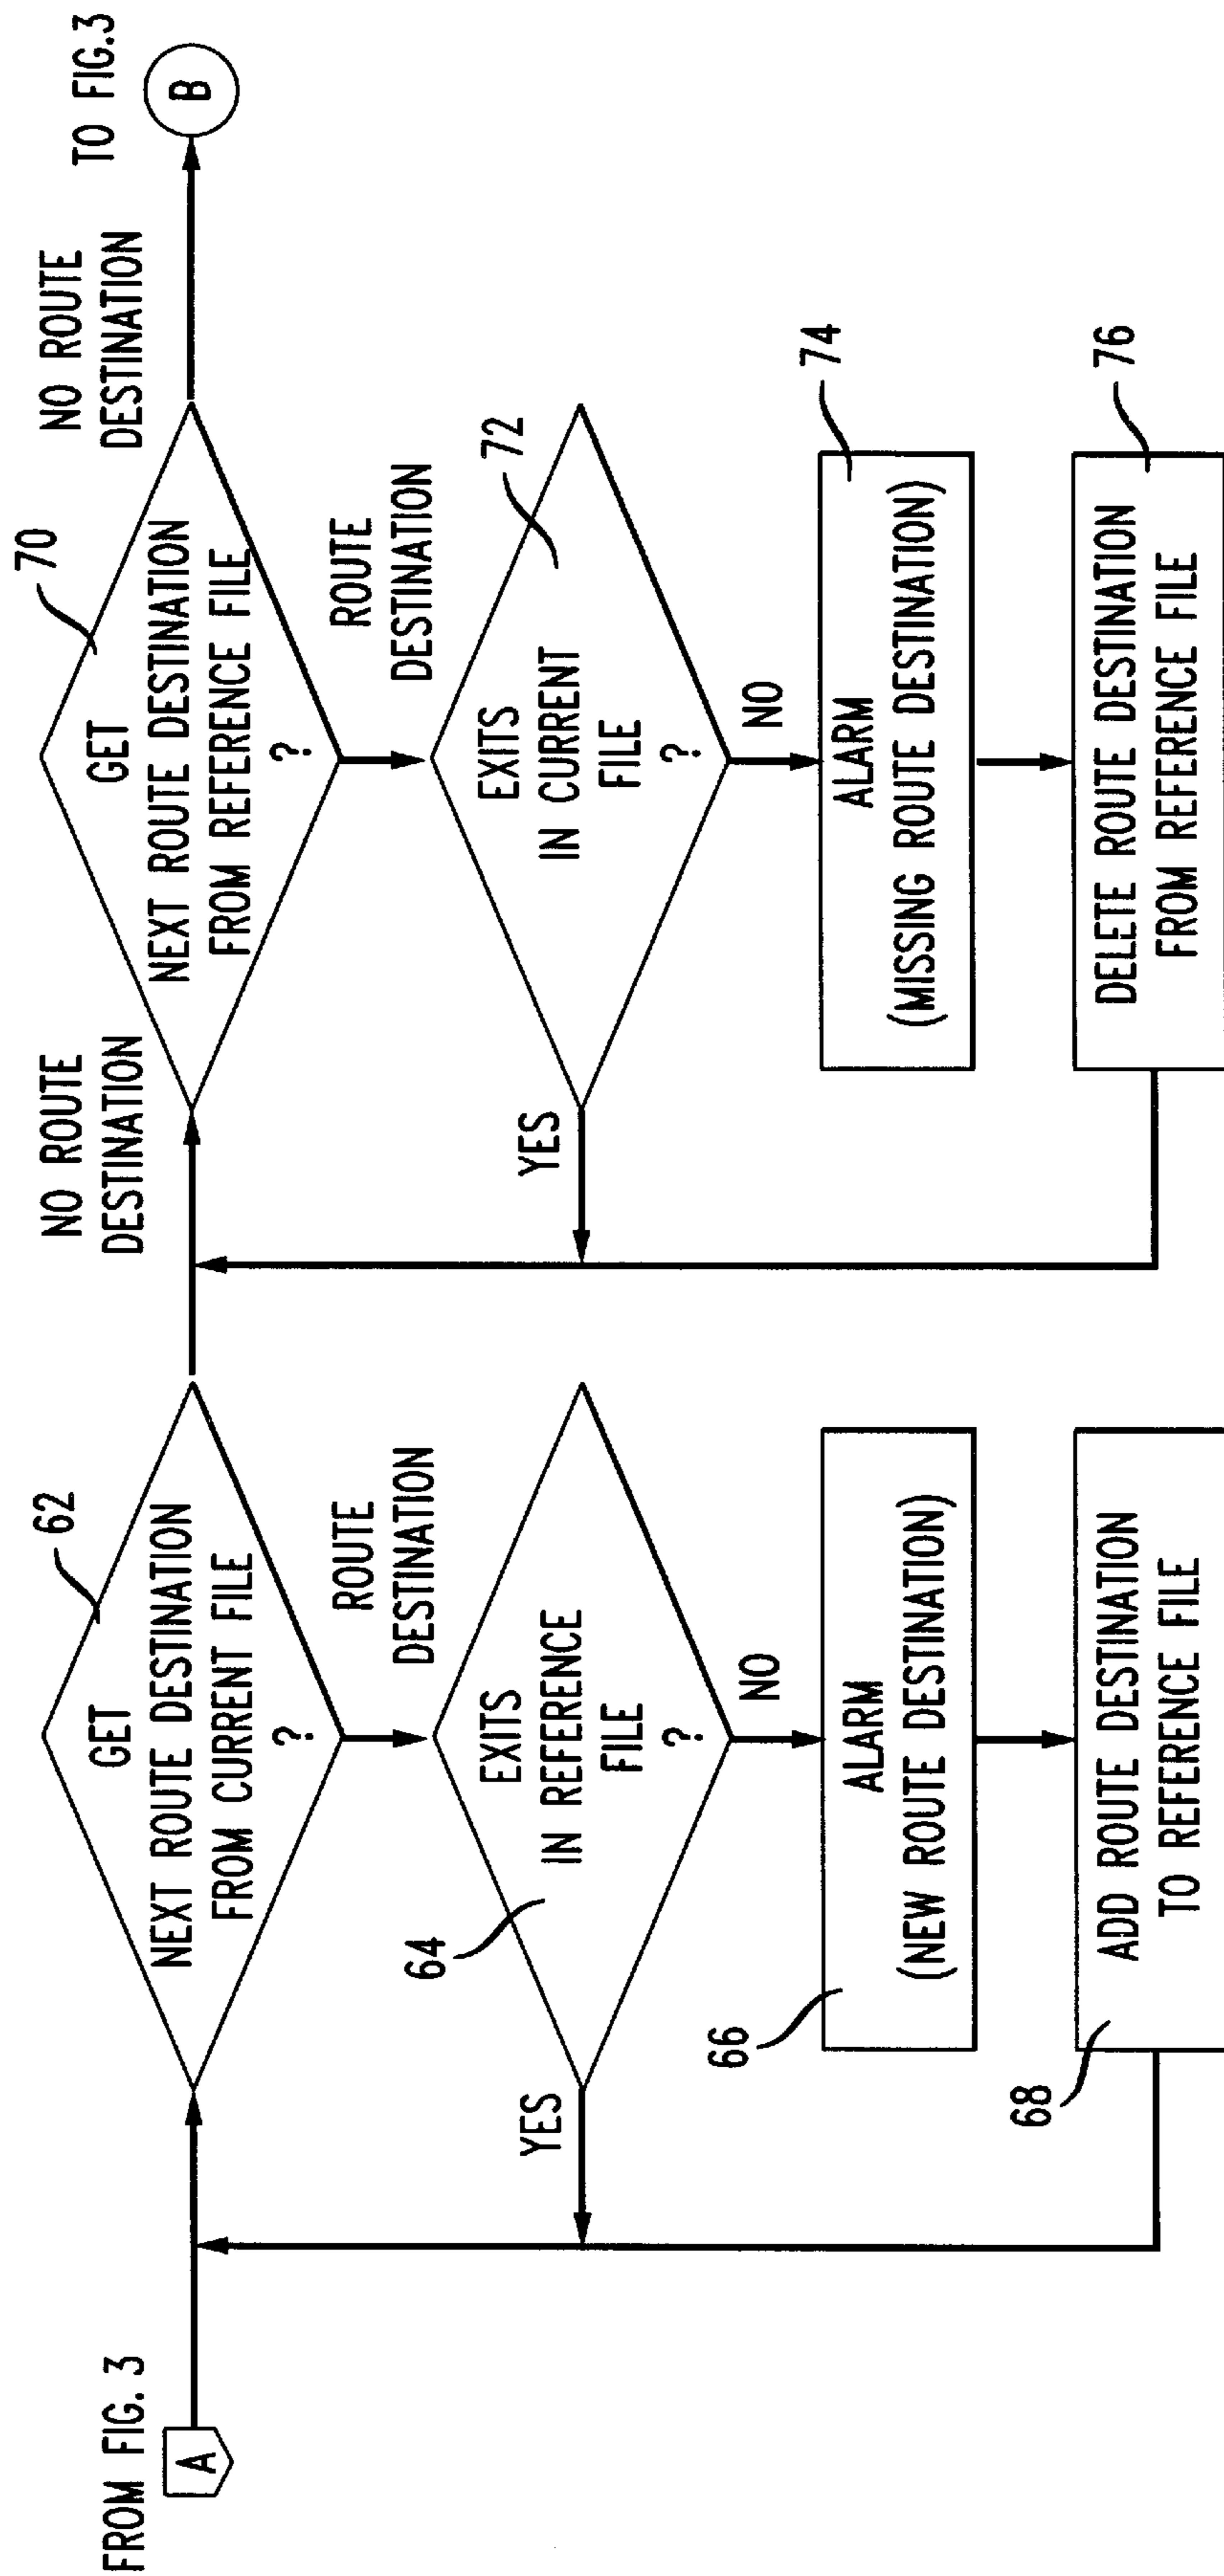 FROM FIG. 3
A
62
GET
NEXT ROUTE DESTINATION
FROM CURRENT FILE
?
ROUTE
DESTINATION
64
EXITS
IN REFERENCE
FILE
?
YES
NO
66
ALARM
(NEW ROUTE DESTINATION)
68
ADD ROUTE DESTINATION
TO REFERENCE FILE
NO ROUTE
DESTINATION
70
GET
NEXT ROUTE DESTINATION
FROM REFERENCE FILE
?
ROUTE
DESTINATION
72
EXITS
IN CURRENT
FILE
?
YES
NO
74
ALARM
(MISSING ROUTE DESTINATION)
76
DELETE ROUTE DESTINATION
FROM REFERENCE FILE
NO ROUTE
DESTINATION
TO FIG.3
B